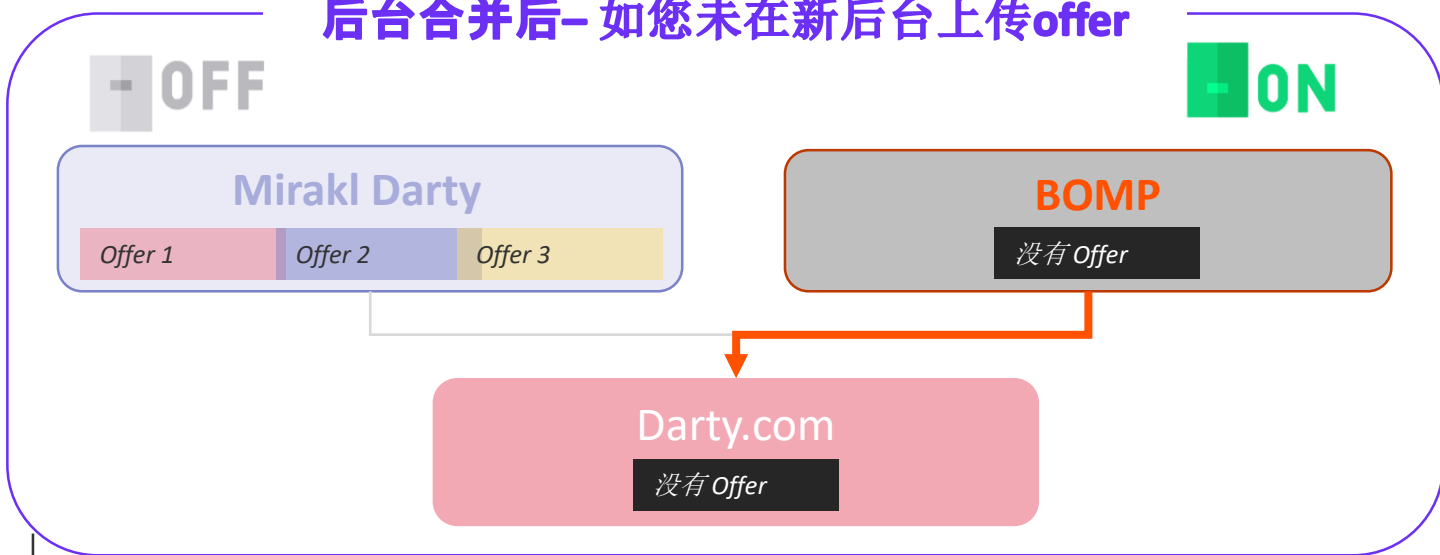 后台合并后– 如您未在新后台上传offer
OFF
ON
Mirakl Darty
Offer 1
Offer 2
Offer 3
BOMP
没有 Offer
Darty.com
没有 Offer